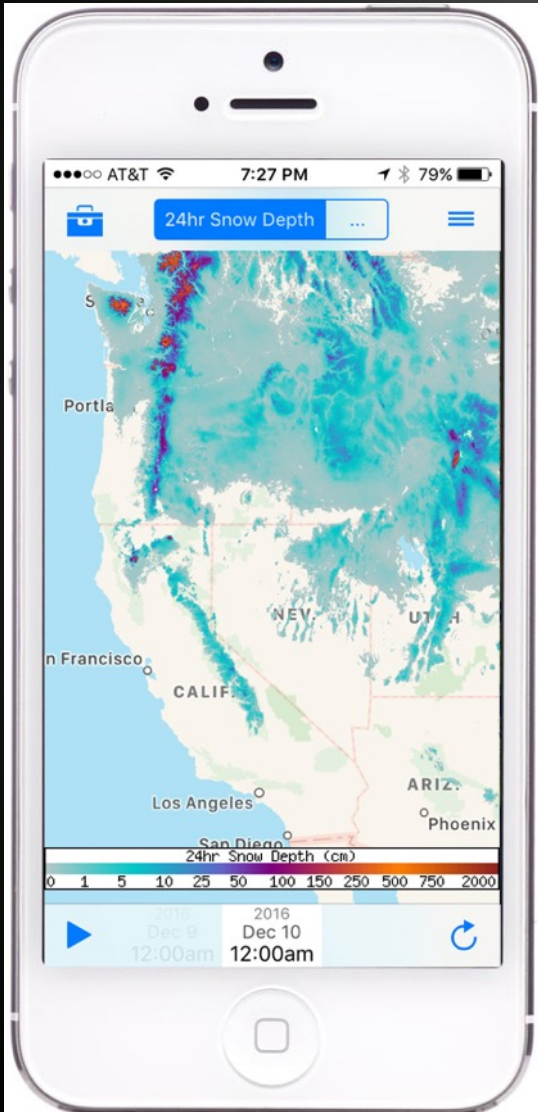 AT&T 7:27 PM 79%
24hr Snow Depth ...
Portla
NEV.
n Francisco
CALIF.
ARIZ.
Los Angeles
Phoenix
San Diego
24hr Snow Depth (cm)
0 1 5 10 25 50 100 150 250 500 750 2000
2016 2016
Dec 9 Dec 10
12:00am 12:00am